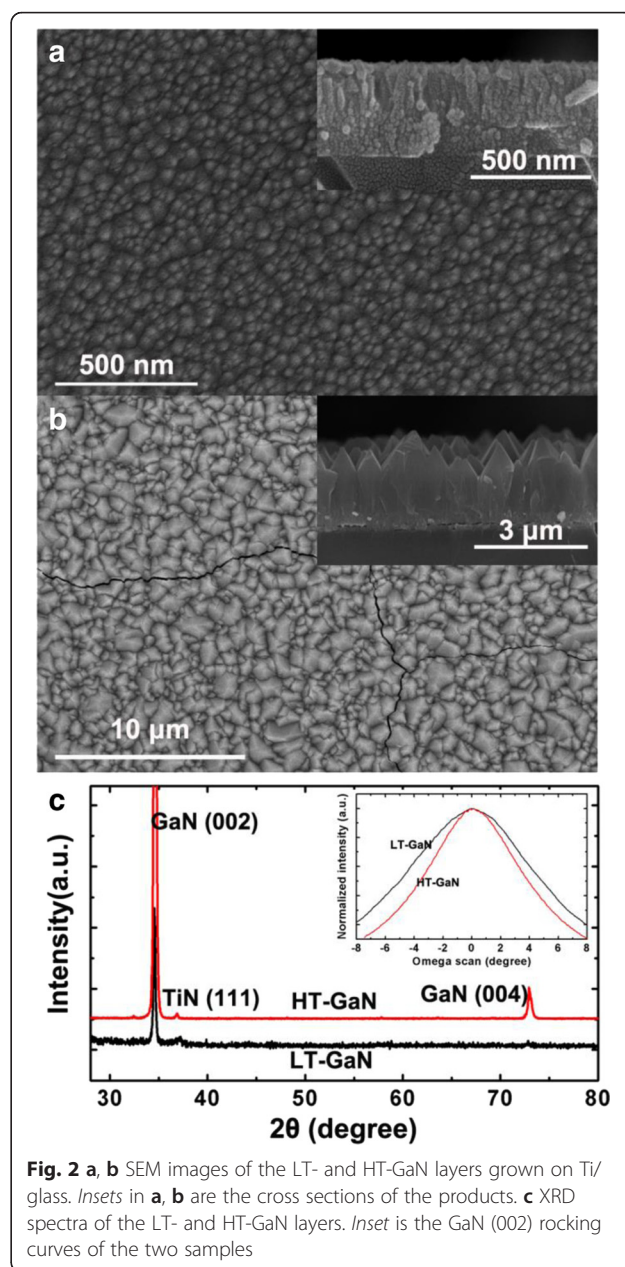 a
500 nm
500 nm
b
3 µm
10 µm
c
GaN (002)
TiN (111)
HT-GaN
GaN (004)
LT-GaN
Intensity(a.u.)
30 40 50 60 70 80
2θ (degree)
Normalized intensity (a.u.)
LT-GaN
HT-GaN
-8 -6 -4 -2 0 2 4 6 8
Omega scan (degree)
Fig. 2 a, b SEM images of the LT- and HT-GaN layers grown on Ti/
glass. Insets in a, b are the cross sections of the products. c XRD
spectra of the LT- and HT-GaN layers. Inset is the GaN (002) rocking
curves of the two samples